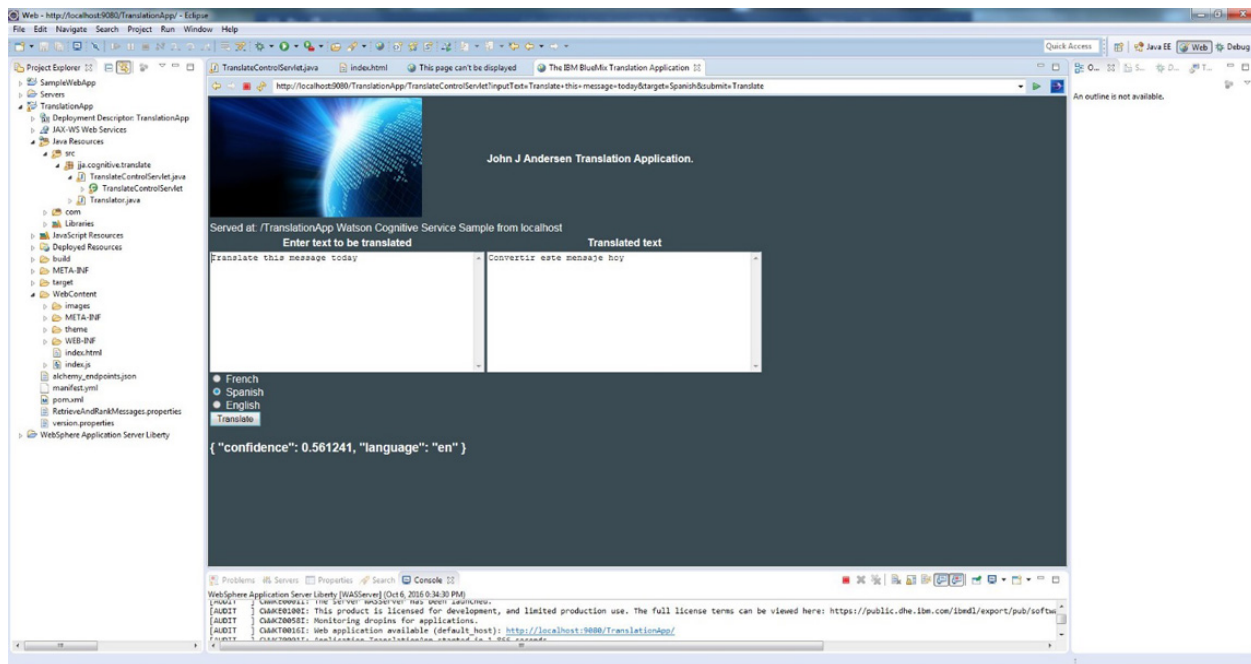 Web - http://localhost:9080/TranslationApp/ - Eclipse
File Edit Navigate Search Project Run Window Help
Quick Access Java EE Web Debug
Project Explorer
TranslateControlServlet.java index.html This page can't be displayed The IBM BlueMix Translation Application
http://localhost:9080/TranslationApp/TranslateControlServlet?inputText=Translate+this+message+today&target=Spanish&submit=Translate
SampleWebApp
Servers
TranslationApp
Deployment Descriptor: TranslationApp
JAX-WS Web Services
Java Resources
src
jja.cognitive.translate
TranslateControlServlet.java
TranslateControlServlet
Translator.java
com
Libraries
JavaScript Resources
Deployed Resources
build
META-INF
target
WebContent
images
META-INF
theme
WEB-INF
index.html
index.js
alchemy_endpoints.json
manifest.yml
pom.xml
RetrieveAndRankMessages.properties
version.properties
WebSphere Application Server Liberty
John J Andersen Translation Application.
Served at: /TranslationApp Watson Cognitive Service Sample from localhost
Enter text to be translated Translated text
Translate this message today Convertir este mensaje hoy
French
Spanish
English
Translate
{ "confidence": 0.561241, "language": "en" }
An outline is not available.
Problems Servers Properties Search Console
WebSphere Application Server Liberty [WASServer] (Oct 6, 2016 0:34:30 PM)
[AUDIT ] The server WASServer has been launched.
[AUDIT ] CWWKE0100I: This product is licensed for development, and limited production use. The full license terms can be viewed here: https://public.dhe.ibm.com/ibmdl/export/pub/softwa
[AUDIT ] CWWKZ0058I: Monitoring dropins for applications.
[AUDIT ] CWWKT0016I: Web application available (default_host): http://localhost:9080/TranslationApp/